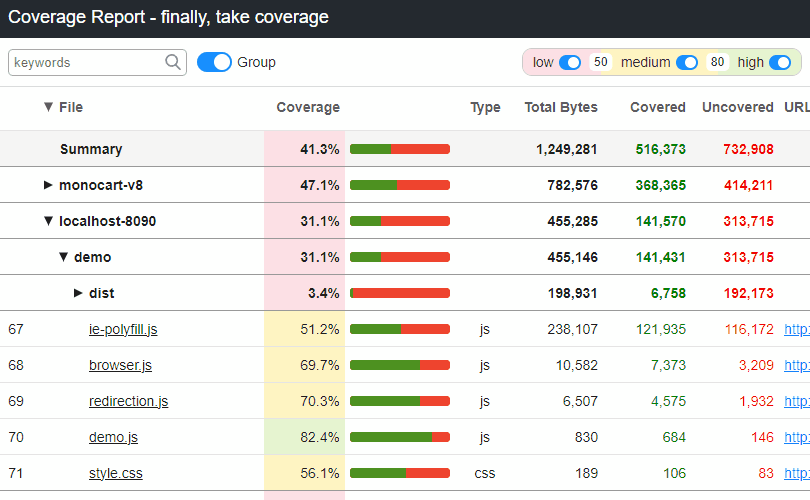 Coverage Report - finally, take coverage
keywords Group low 50 medium 80 high
▼ File Coverage Type Total Bytes Covered Uncovered URL
Summary 41.3% 1,249,281 516,373 732,908
▶ monocart-v8 47.1% 782,576 368,365 414,211
▼ localhost-8090 31.1% 455,285 141,570 313,715
▼ demo 31.1% 455,146 141,431 313,715
▶ dist 3.4% 198,931 6,758 192,173
67 ie-polyfill.js 51.2% js 238,107 121,935 116,172 http:
68 browser.js 69.7% js 10,582 7,373 3,209 http:
69 redirection.js 70.3% js 6,507 4,575 1,932 http:
70 demo.js 82.4% js 830 684 146 http:
71 style.css 56.1% css 189 106 83 http: